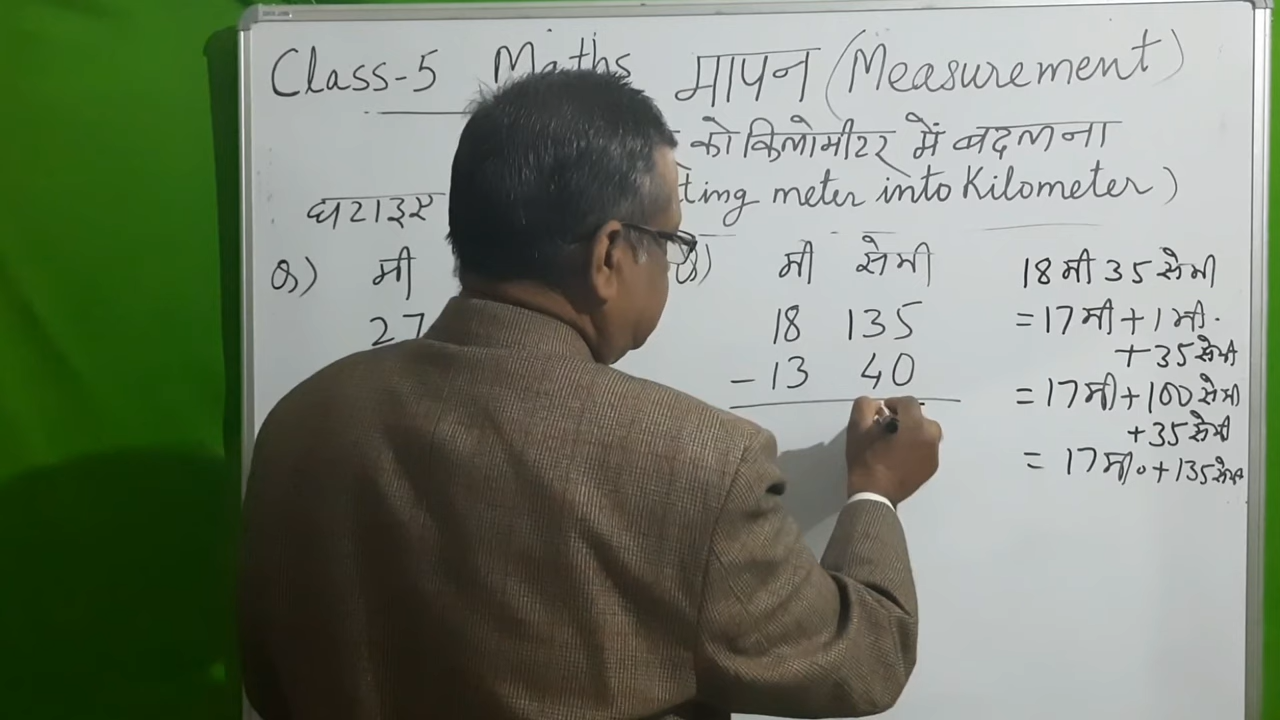 Class-5 Maths मापन (Measurement)
को किलोमीटर में बदलना
ting meter into Kilometer)
घटाइए
Q) मी
27
Q) मी सेमी
18 135
- 13 40
18 मी 35 सेमी
= 17 मी + 1 मी.
+ 35 सेमी
= 17 मी + 100 सेमी
+ 35 सेमी
= 17 मी. + 135 सेमी